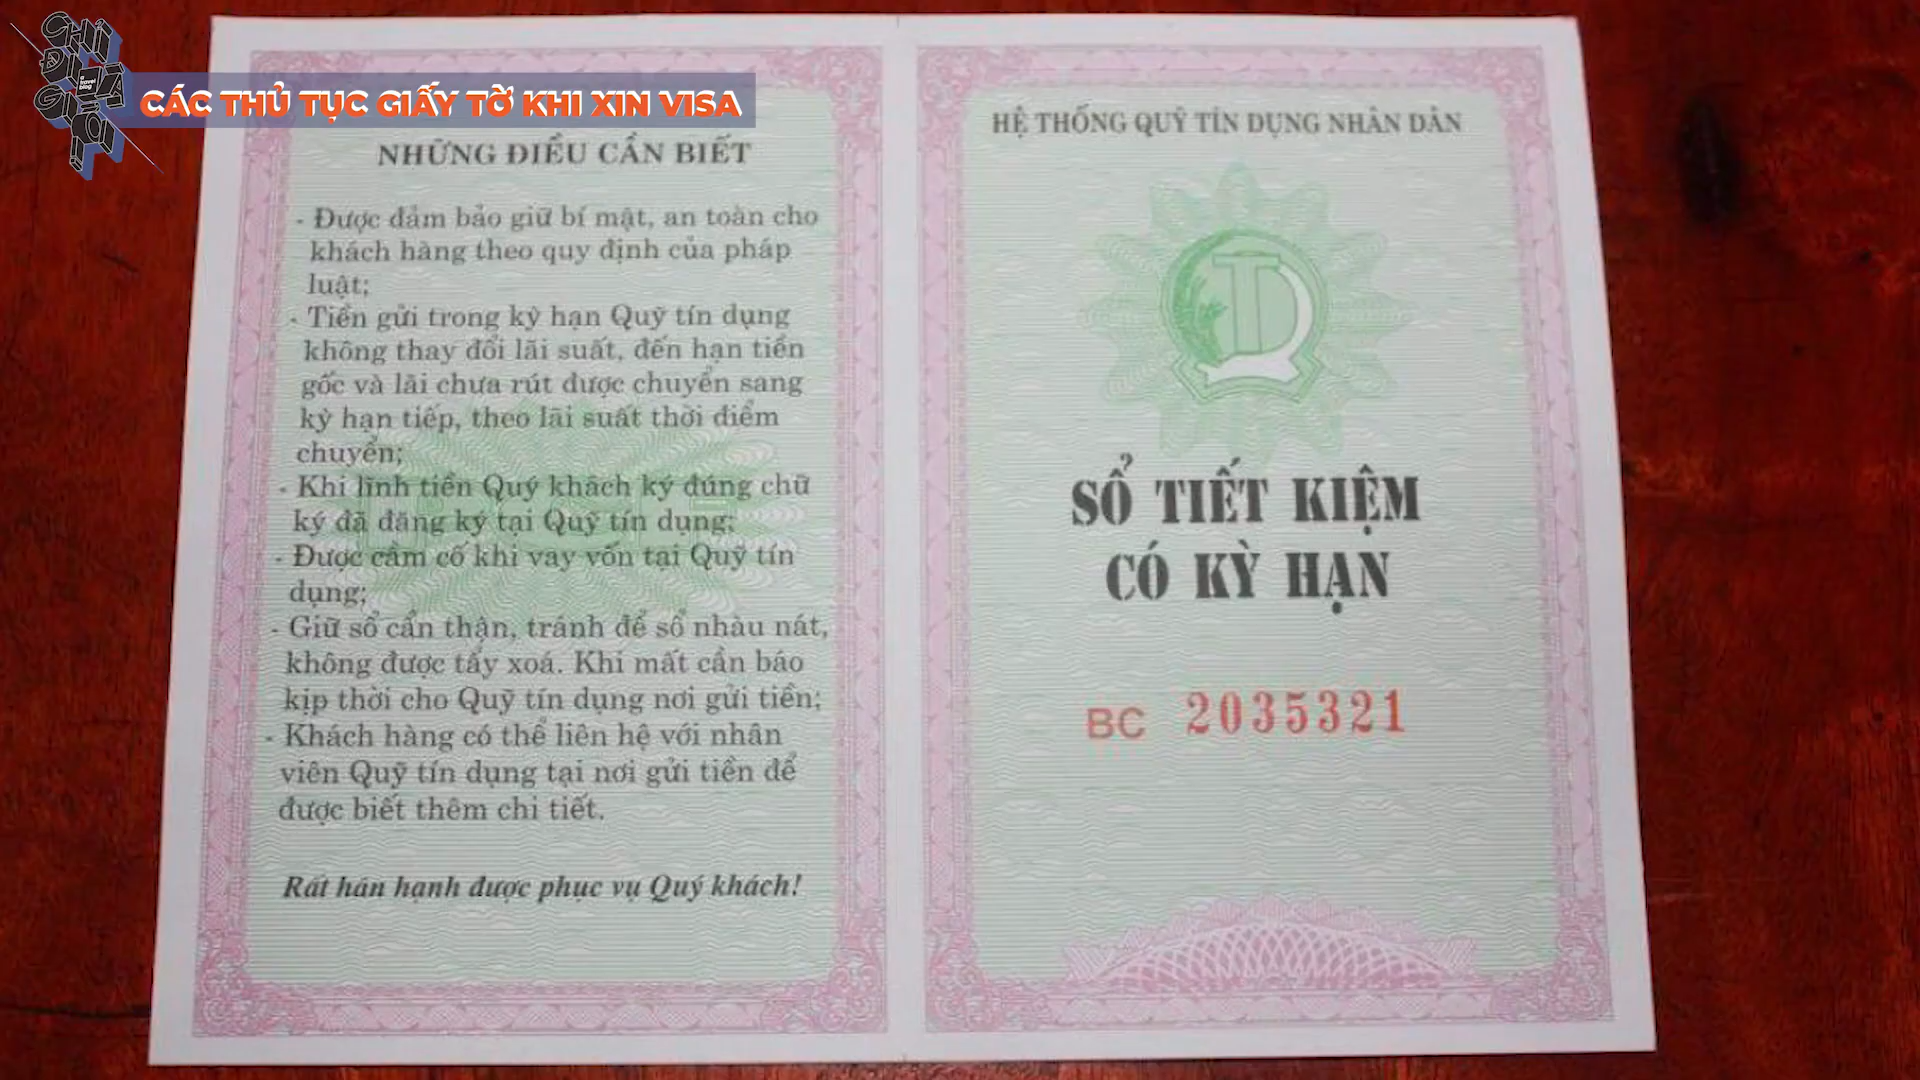 CHỈ
ĐI
LÀ
GIỎI
a
travel
blog
CÁC THỦ TỤC GIẤY TỜ KHI XIN VISA
NHỮNG ĐIỀU CẦN BIẾT
- Được đảm bảo giữ bí mật, an toàn cho
khách hàng theo quy định của pháp
luật;
- Tiền gửi trong kỳ hạn Quỹ tín dụng
không thay đổi lãi suất, đến hạn tiền
gốc và lãi chưa rút được chuyển sang
kỳ hạn tiếp, theo lãi suất thời điểm
chuyển;
- Khi lĩnh tiền Quý khách ký đúng chữ
ký đã đăng ký tại Quỹ tín dụng;
- Được cầm cố khi vay vốn tại Quỹ tín
dụng;
- Giữ sổ cẩn thận, tránh để sổ nhàu nát,
không được tẩy xoá. Khi mất cần báo
kịp thời cho Quỹ tín dụng nơi gửi tiền;
- Khách hàng có thể liên hệ với nhân
viên Quỹ tín dụng tại nơi gửi tiền để
được biết thêm chi tiết.
Rất hân hạnh được phục vụ Quý khách!
HỆ THỐNG QUỸ TÍN DỤNG NHÂN DÂN
SỔ TIẾT KIỆM
CÓ KỲ HẠN
BC 2035321